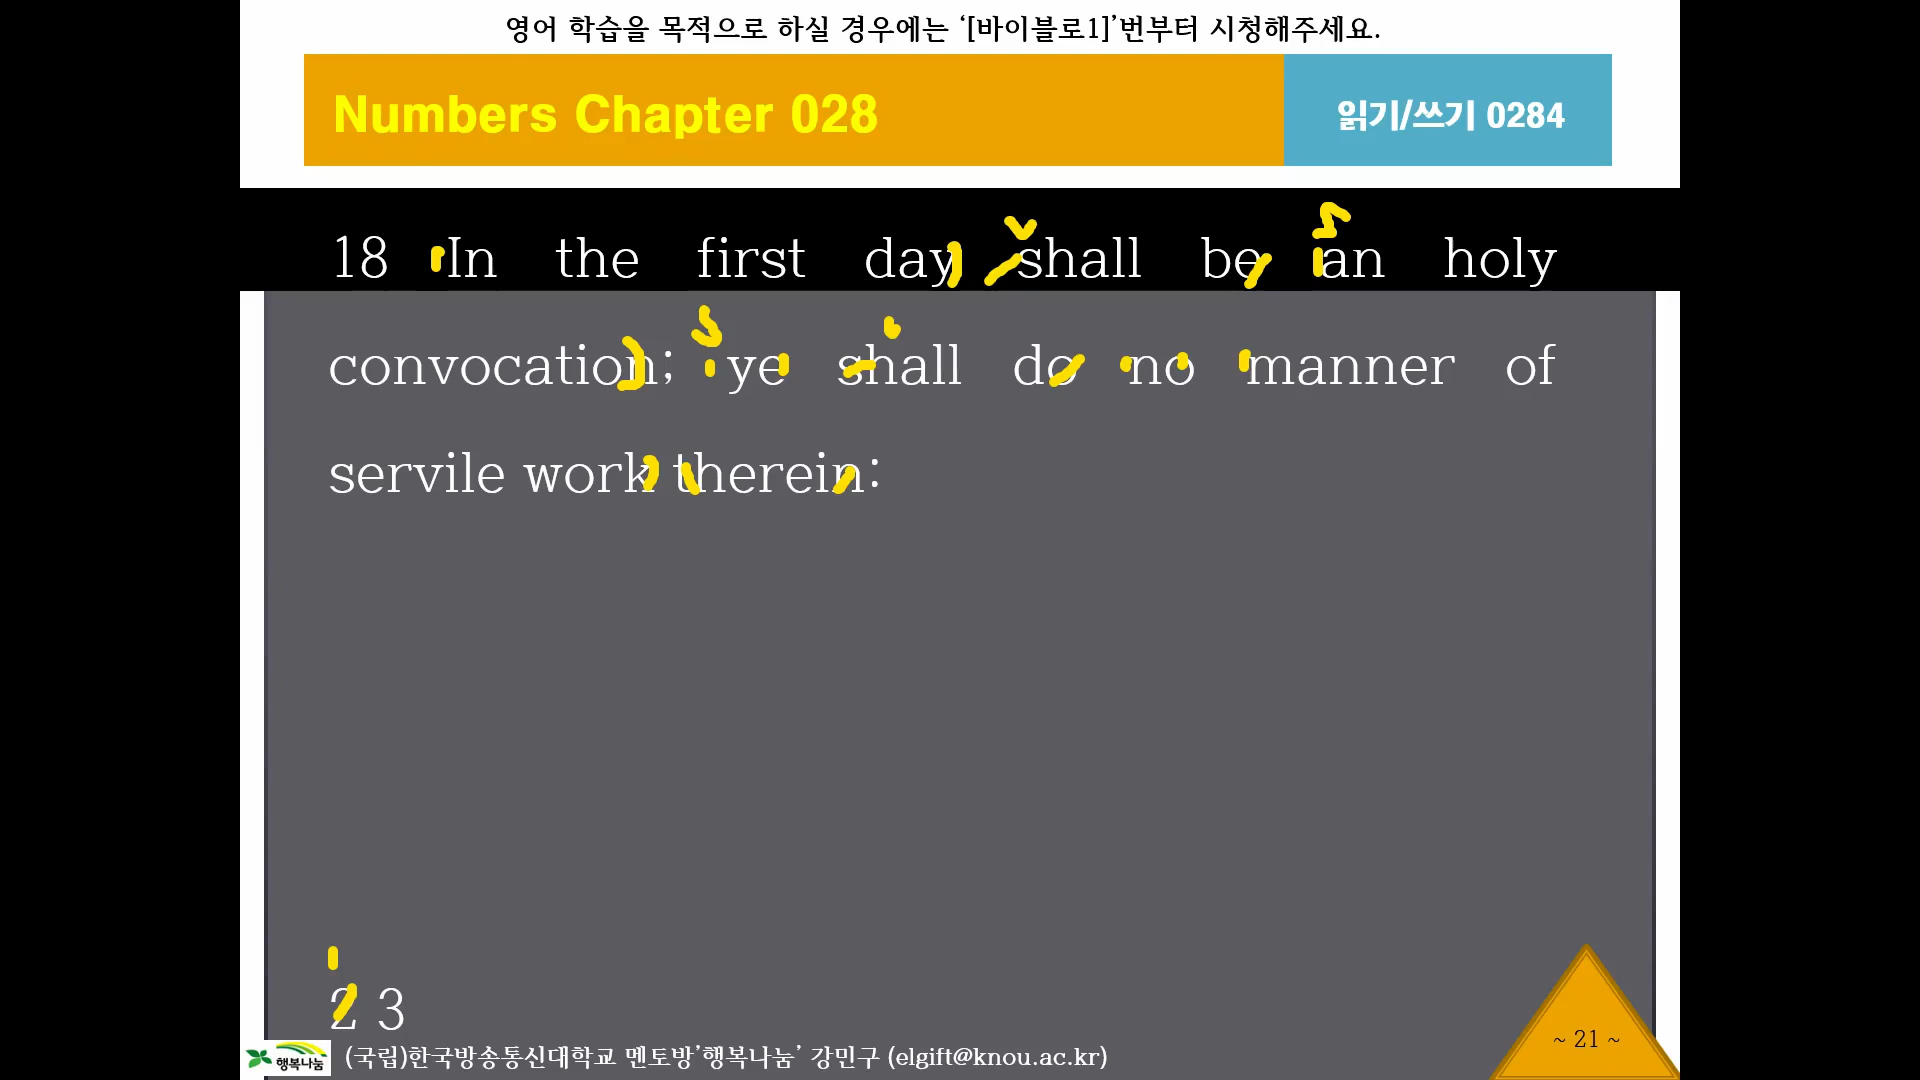 영어 학습을 목적으로 하실 경우에는 ‘[바이블로1]’번부터 시청해주세요.
Numbers Chapter 028
읽기/쓰기 0284
18 In the first day shall be an holy
convocation; ye shall do no manner of
servile work therein:
2 3
행복나눔
(국립)한국방송통신대학교 멘토방’행복나눔’ 강민구 (elgift@knou.ac.kr)
~ 21 ~